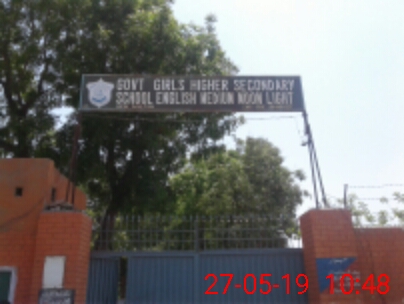 GOVT GIRLS HIGHER SECONDARY
SCHOOL ENGLISH MEDIUM NOON LIGHT
27-05-19 10:48